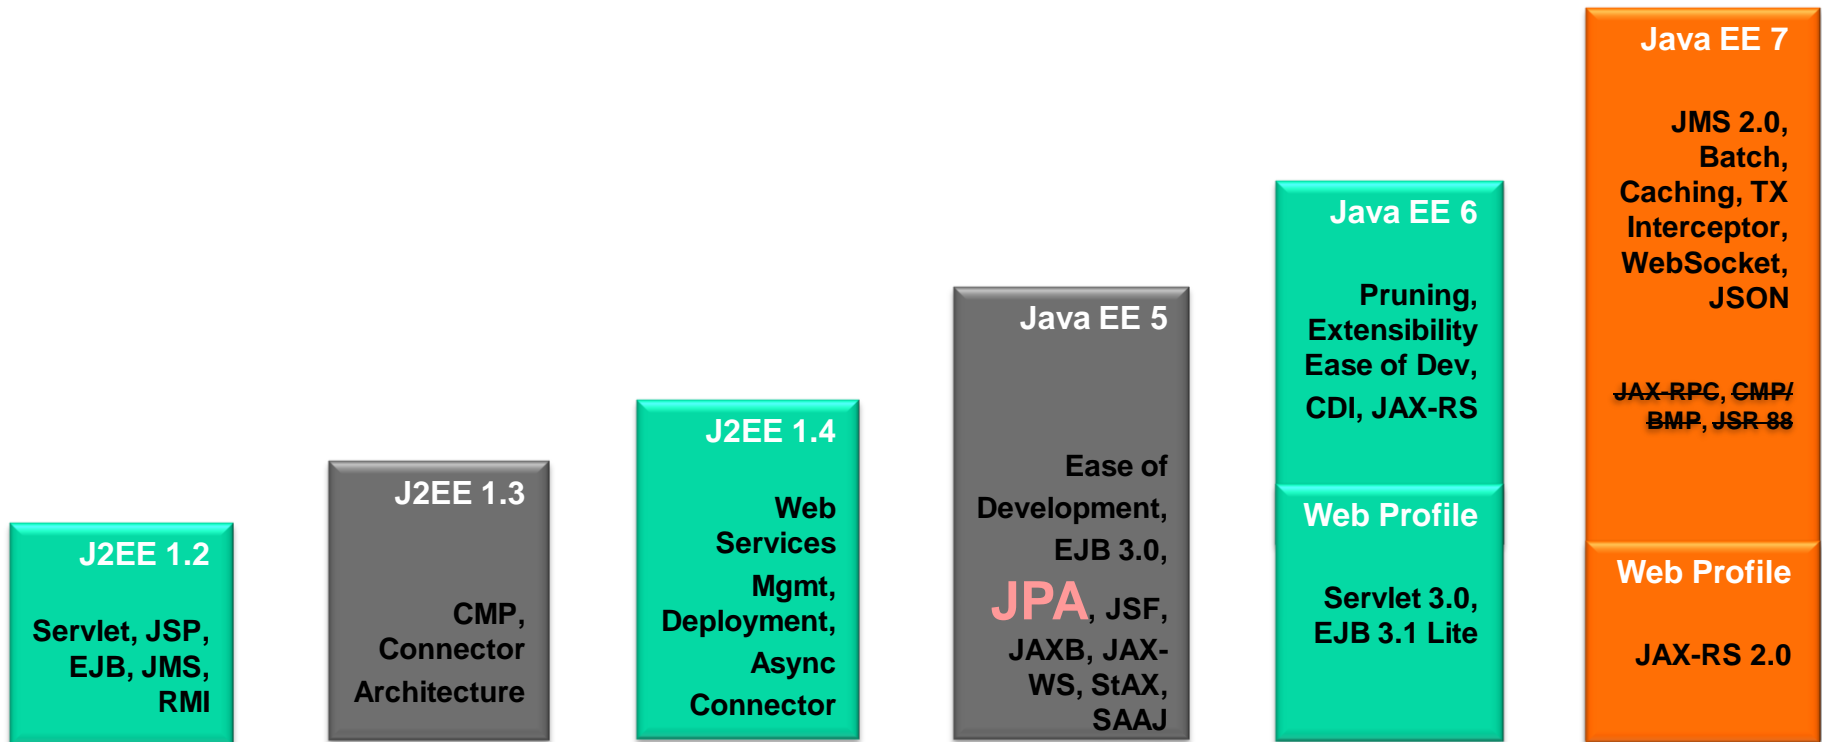 J2EE 1.2
Servlet, JSP,
EJB, JMS,
RMI
J2EE 1.3
CMP,
Connector
Architecture
J2EE 1.4
Web
Services
Mgmt,
Deployment,
Async
Connector
Java EE 5
Ease of
Development,
EJB 3.0,
JPA, JSF,
JAXB, JAX-
WS, StAX,
SAAJ
Java EE 6
Pruning,
Extensibility
Ease of Dev,
CDI, JAX-RS
Web Profile
Servlet 3.0,
EJB 3.1 Lite
Java EE 7
JMS 2.0,
Batch,
Caching, TX
Interceptor,
WebSocket,
JSON
JAX-RPC, CMP/
BMP, JSR 88
Web Profile
JAX-RS 2.0